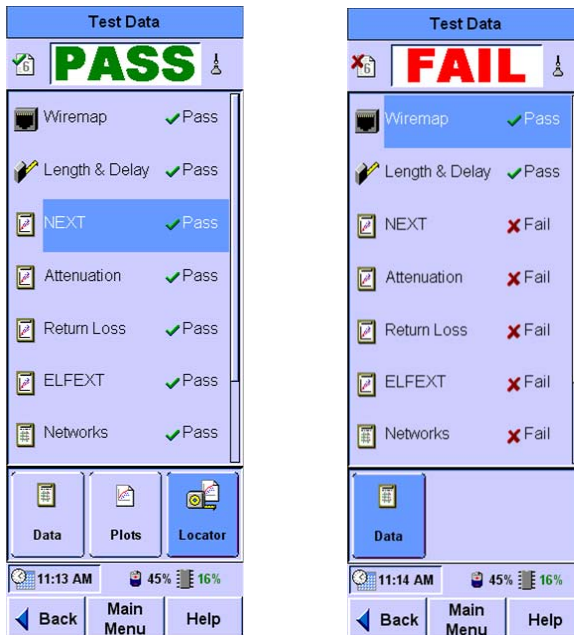 Test Data
6
PASS
Wiremap Pass
Length & Delay Pass
NEXT Pass
Attenuation Pass
Return Loss Pass
ELFEXT Pass
Networks Pass
Data Plots Locator
11:13 AM 45% 16%
Back Main Menu Help
Test Data
6
FAIL
Wiremap Pass
Length & Delay Pass
NEXT Fail
Attenuation Fail
Return Loss Fail
ELFEXT Fail
Networks Fail
Data
11:14 AM 45% 16%
Back Main Menu Help